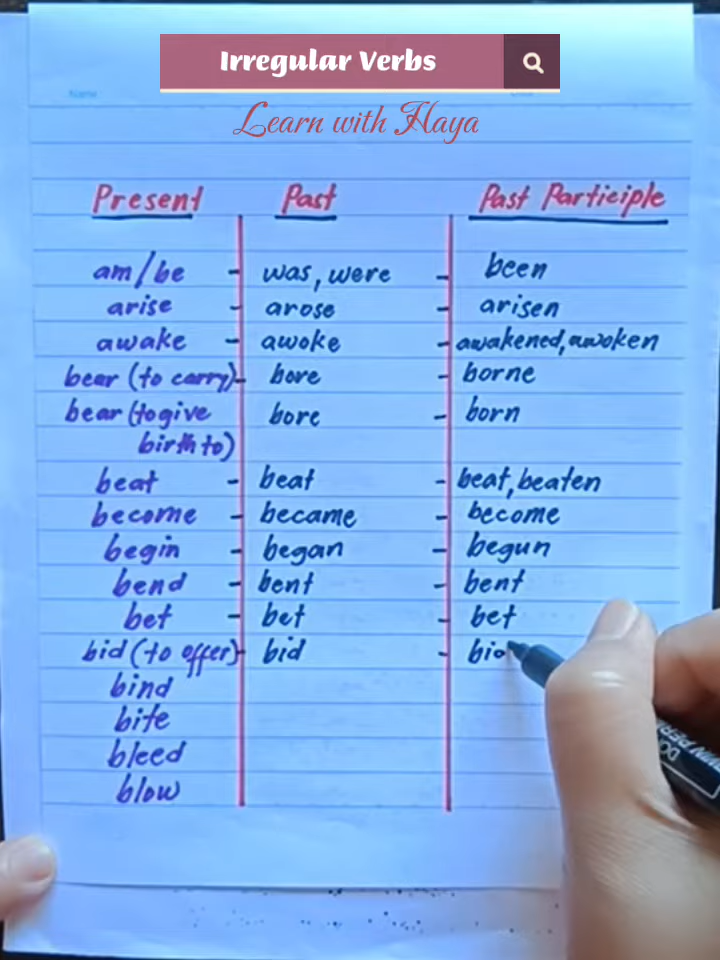 Irregular Verbs
Learn with Haya
Name
Present Past Past Participle
am/be - was, were - been
arise - arose - arisen
awake - awoke - awakened, awoken
bear (to carry) - bore - borne
bear (to give - bore - born
birth to)
beat - beat - beat, beaten
become - became - become
begin - began - begun
bend - bent - bent
bet - bet - bet
bid (to offer) - bid -
bind
bite
bleed
blow